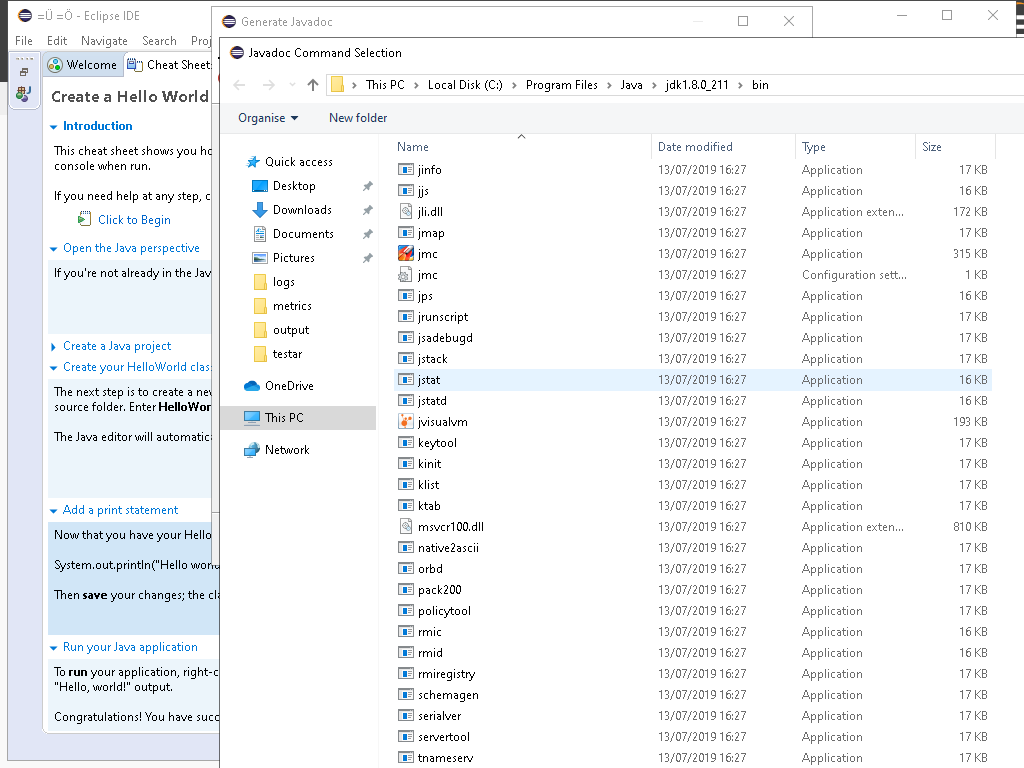 =Ü =Ö - Eclipse IDE
File Edit Navigate Search Proj
Welcome
Cheat Sheets
Create a Hello World
Introduction
This cheat sheet shows you ho
console when run.
If you need help at any step, c
Click to Begin
Open the Java perspective
If you're not already in the Jav
Create a Java project
Create your HelloWorld clas
The next step is to create a nev
source folder. Enter HelloWor
The Java editor will automatica
Add a print statement
Now that you have your Hello
System.out.println("Hello world
Then save your changes; the cla
Run your Java application
To run your application, right-c
"Hello, world!" output.
Congratulations! You have succ
Generate Javadoc
Javadoc Command Selection
This PC > Local Disk (C:) > Program Files > Java > jdk1.8.0_211 > bin
Organise New folder
Quick access
Desktop
Downloads
Documents
Pictures
logs
metrics
output
testar
OneDrive
This PC
Network
Name Date modified Type Size
jinfo 13/07/2019 16:27 Application 17 KB
jjs 13/07/2019 16:27 Application 16 KB
jli.dll 13/07/2019 16:27 Application exten... 172 KB
jmap 13/07/2019 16:27 Application 17 KB
jmc 13/07/2019 16:27 Application 315 KB
jmc 13/07/2019 16:27 Configuration sett... 1 KB
jps 13/07/2019 16:27 Application 16 KB
jrunscript 13/07/2019 16:27 Application 17 KB
jsadebugd 13/07/2019 16:27 Application 17 KB
jstack 13/07/2019 16:27 Application 17 KB
jstat 13/07/2019 16:27 Application 16 KB
jstatd 13/07/2019 16:27 Application 17 KB
jvisualvm 13/07/2019 16:27 Application 193 KB
keytool 13/07/2019 16:27 Application 17 KB
kinit 13/07/2019 16:27 Application 17 KB
klist 13/07/2019 16:27 Application 17 KB
ktab 13/07/2019 16:27 Application 17 KB
msvcr100.dll 13/07/2019 16:27 Application exten... 810 KB
native2ascii 13/07/2019 16:27 Application 17 KB
orbd 13/07/2019 16:27 Application 17 KB
pack200 13/07/2019 16:27 Application 17 KB
policytool 13/07/2019 16:27 Application 17 KB
rmic 13/07/2019 16:27 Application 16 KB
rmid 13/07/2019 16:27 Application 16 KB
rmiregistry 13/07/2019 16:27 Application 17 KB
schemagen 13/07/2019 16:27 Application 17 KB
serialver 13/07/2019 16:27 Application 17 KB
servertool 13/07/2019 16:27 Application 17 KB
tnameserv 13/07/2019 16:27 Application 17 KB